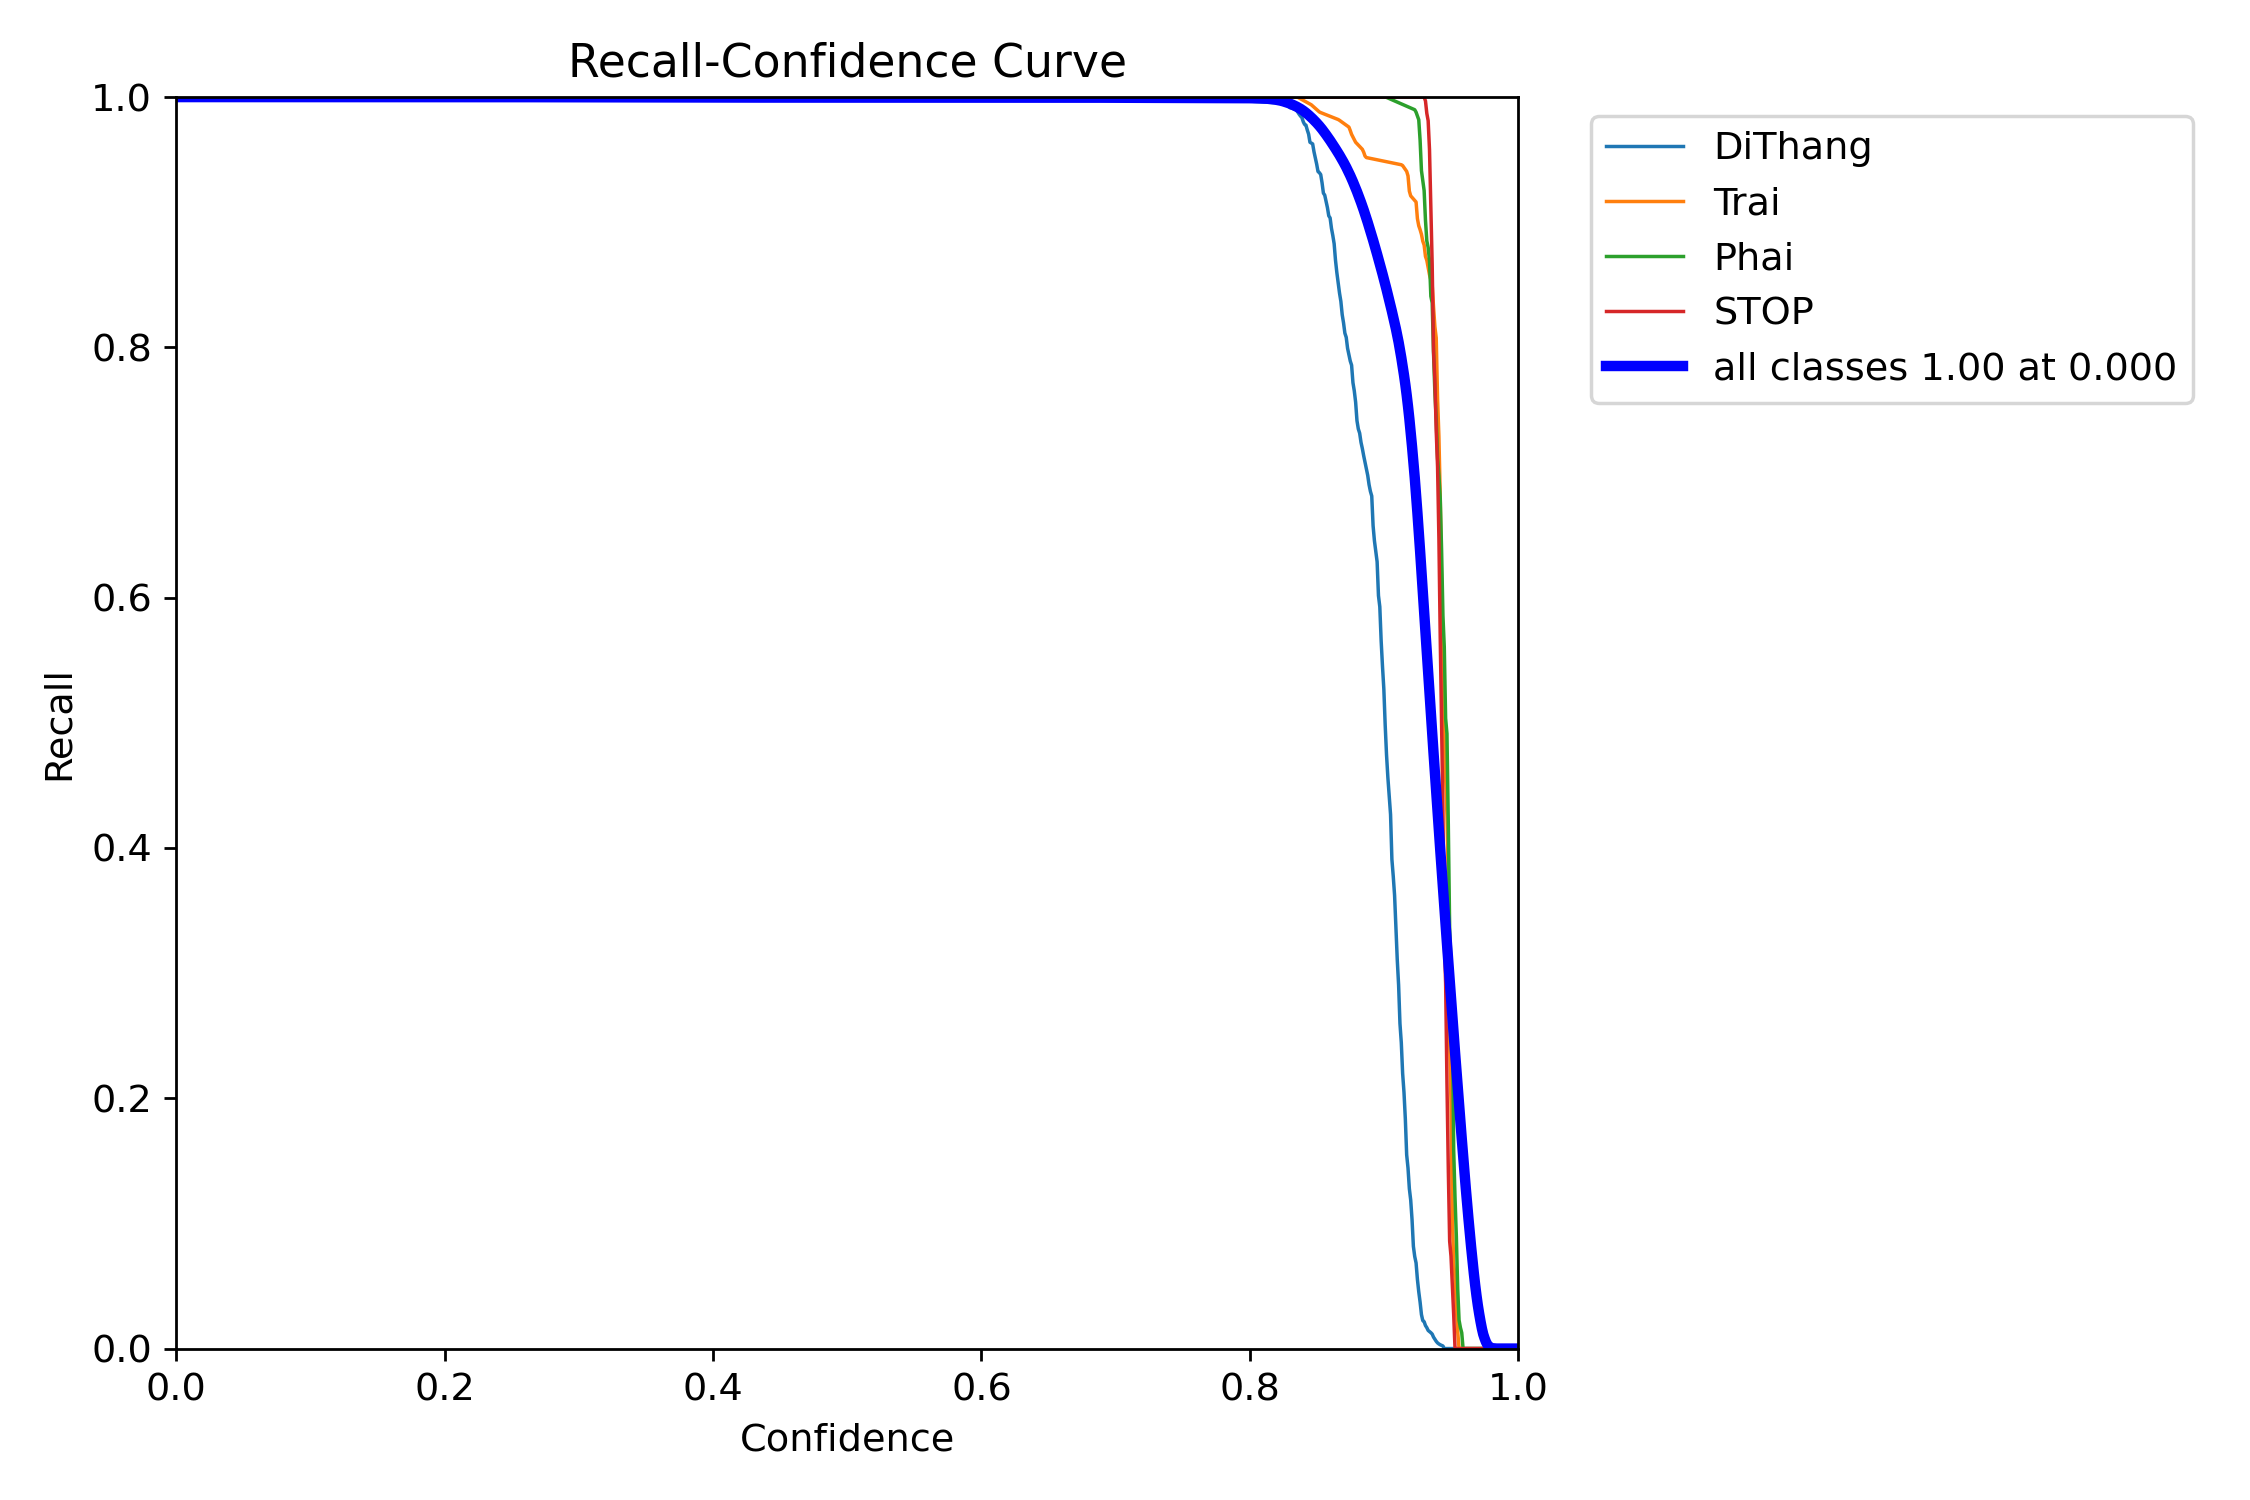 Recall-Confidence Curve
1.0
0.8
0.6
0.4
0.2
0.0
Recall
0.0 0.2 0.4 0.6 0.8 1.0
Confidence
DiThang
Trai
Phai
STOP
all classes 1.00 at 0.000